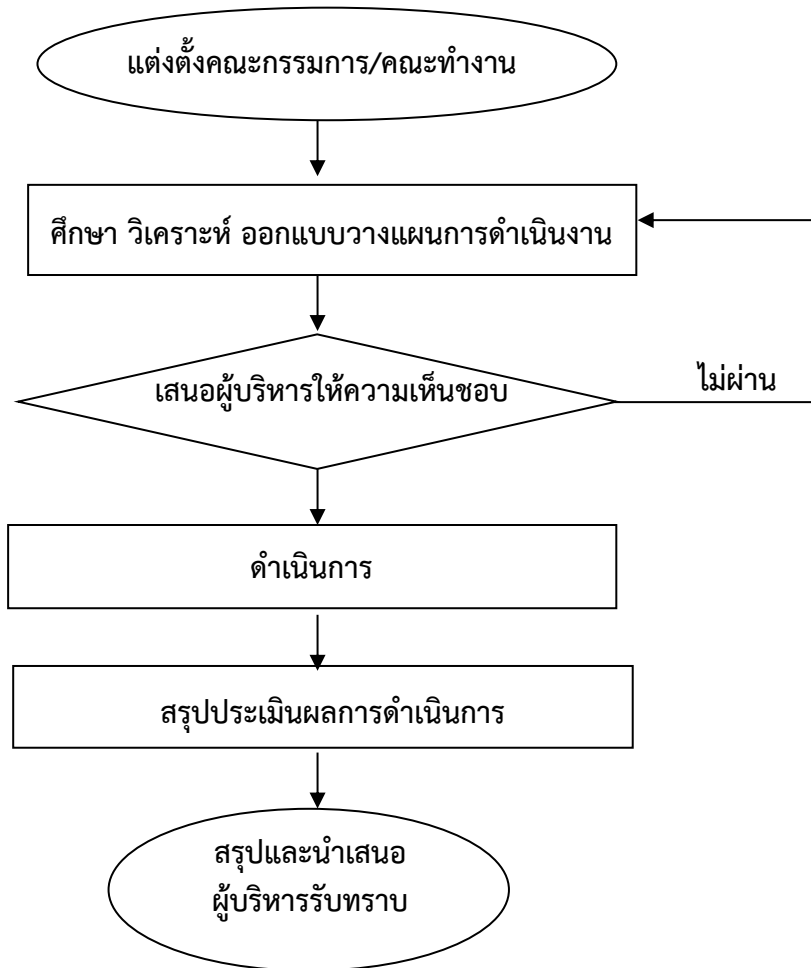 แต่งตั้งคณะกรรมการ/คณะทำงาน
ศึกษา วิเคราะห์ ออกแบบวางแผนการดำเนินงาน
เสนอผู้บริหารให้ความเห็นชอบ
ไม่ผ่าน
ดำเนินการ
สรุปประเมินผลการดำเนินการ
สรุปและนำเสนอ
ผู้บริหารรับทราบ